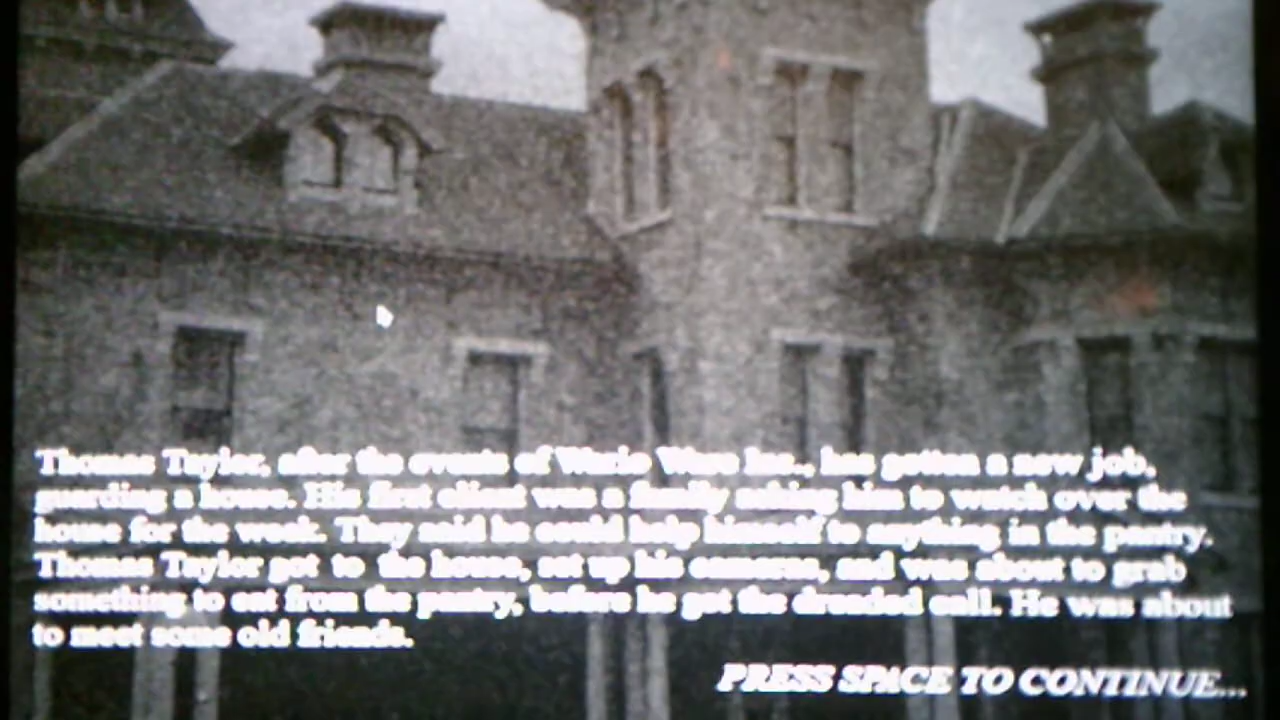 Thomas Taylor, after the events of Wario Ware Inc., has gotten a new job,
guarding a house. His first client was a family asking him to watch over the
house for the week. They said he could help himself to anything in the pantry.
Thomas Taylor got to the house, set up his cameras, and was about to grab
something to eat from the pantry, before he got the dreaded call. He was about
to meet some old friends.
PRESS SPACE TO CONTINUE...